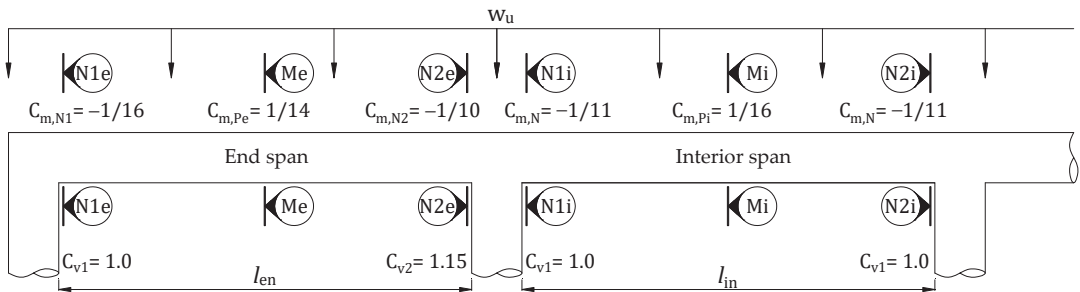 w_u
N1e Me N2e N1i Mi N2i
C_m,N1= −1/16 C_m,Pe= 1/14 C_m,N2= −1/10 C_m,N= −1/11 C_m,Pi= 1/16 C_m,N= −1/11
End span Interior span
N1e Me N2e N1i Mi N2i
C_v1= 1.0 C_v2= 1.15 C_v1= 1.0 C_v1= 1.0
l_en l_in